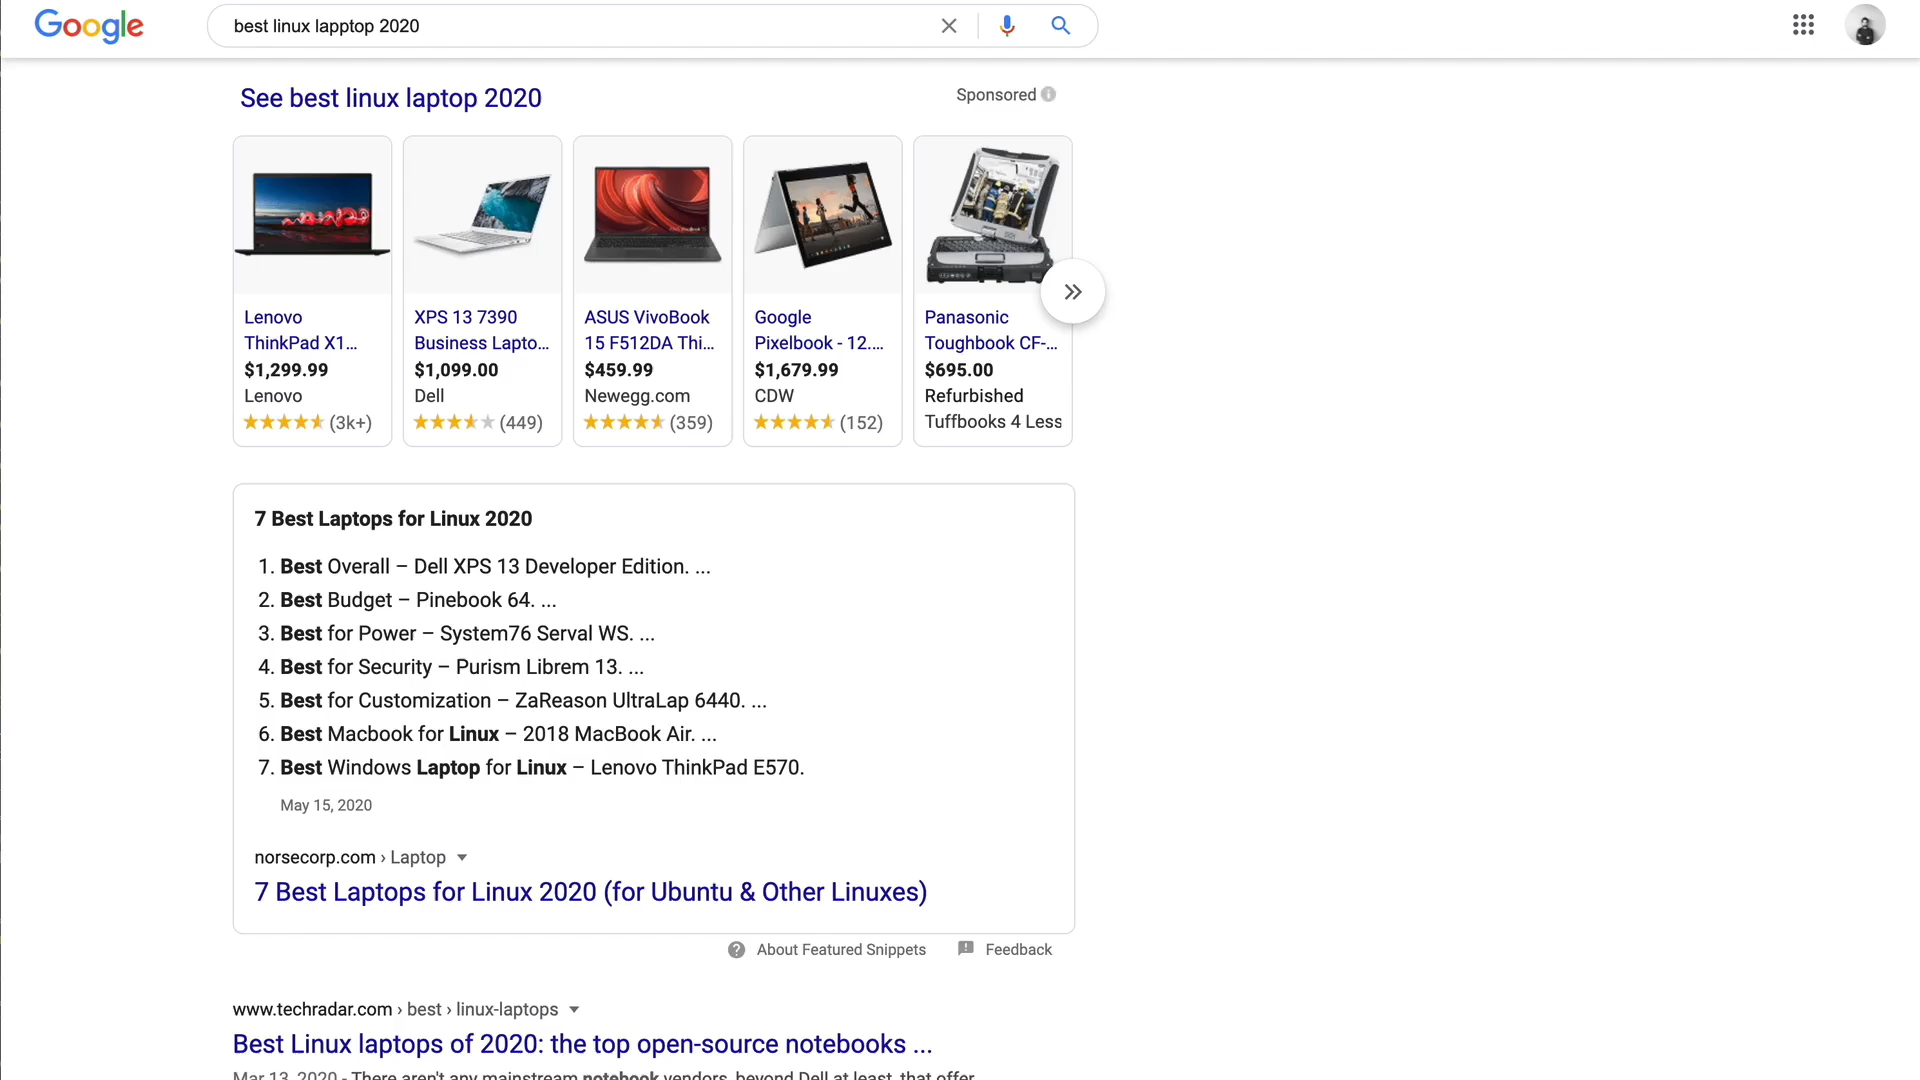 Google
best linux lapptop 2020
See best linux laptop 2020
Sponsored
Lenovo
ThinkPad X1...
$1,299.99
Lenovo
(3k+)
XPS 13 7390
Business Lapto...
$1,099.00
Dell
(449)
ASUS VivoBook
15 F512DA Thi...
$459.99
Newegg.com
(359)
Google
Pixelbook - 12....
$1,679.99
CDW
(152)
Panasonic
Toughbook CF-...
$695.00
Refurbished
Tuffbooks 4 Less
7 Best Laptops for Linux 2020
1. Best Overall – Dell XPS 13 Developer Edition. ...
2. Best Budget – Pinebook 64. ...
3. Best for Power – System76 Serval WS. ...
4. Best for Security – Purism Librem 13. ...
5. Best for Customization – ZaReason UltraLap 6440. ...
6. Best Macbook for Linux – 2018 MacBook Air. ...
7. Best Windows Laptop for Linux – Lenovo ThinkPad E570.
May 15, 2020
norsecorp.com › Laptop
7 Best Laptops for Linux 2020 (for Ubuntu & Other Linuxes)
About Featured Snippets
Feedback
www.techradar.com › best › linux-laptops
Best Linux laptops of 2020: the top open-source notebooks ...
Mar 13, 2020 - There aren't any mainstream notebook vendors, beyond Dell at least, that offer